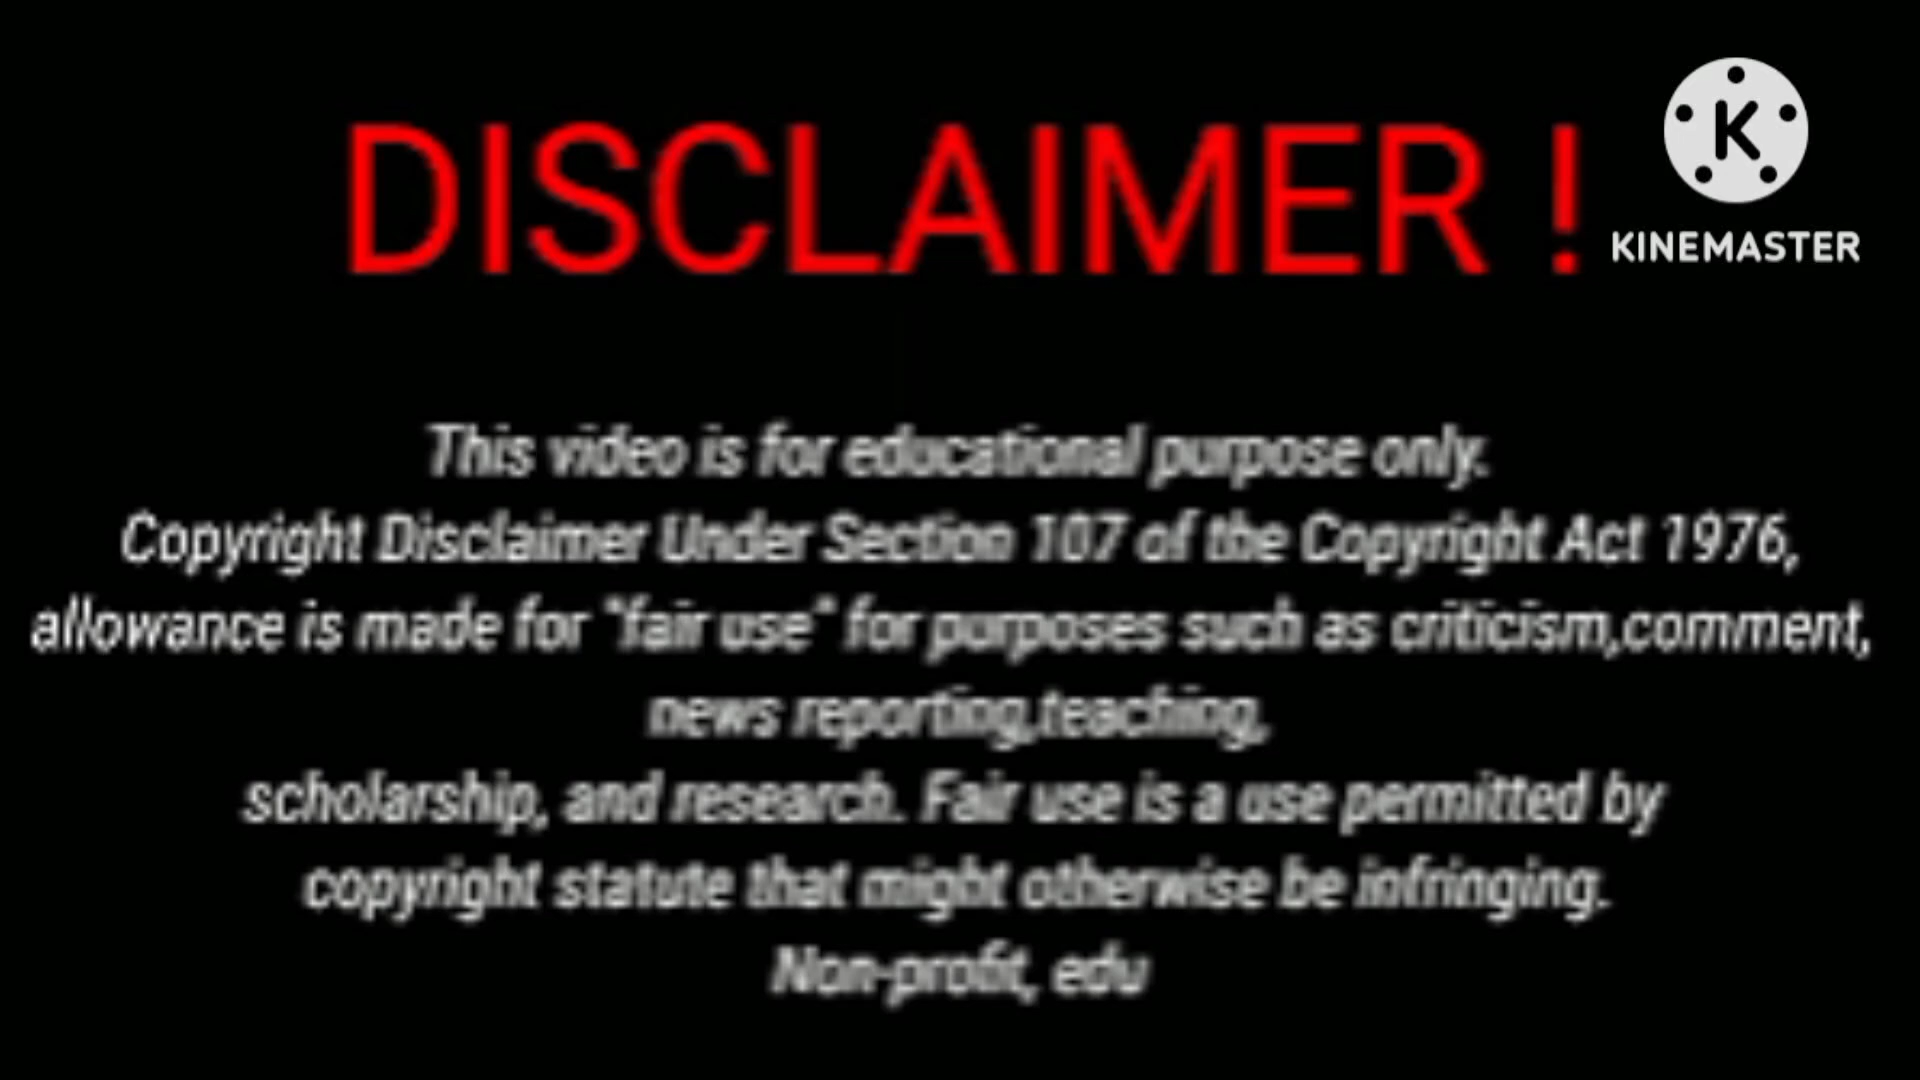 DISCLAIMER !
KINEMASTER
This video is for educational purpose only.
Copyright Disclaimer Under Section 107 of the Copyright Act 1976,
allowance is made for "fair use" for purposes such as criticism,comment,
news reporting,teaching,
scholarship, and research. Fair use is a use permitted by
copyright statute that might otherwise be infringing.
Non-profit, edu